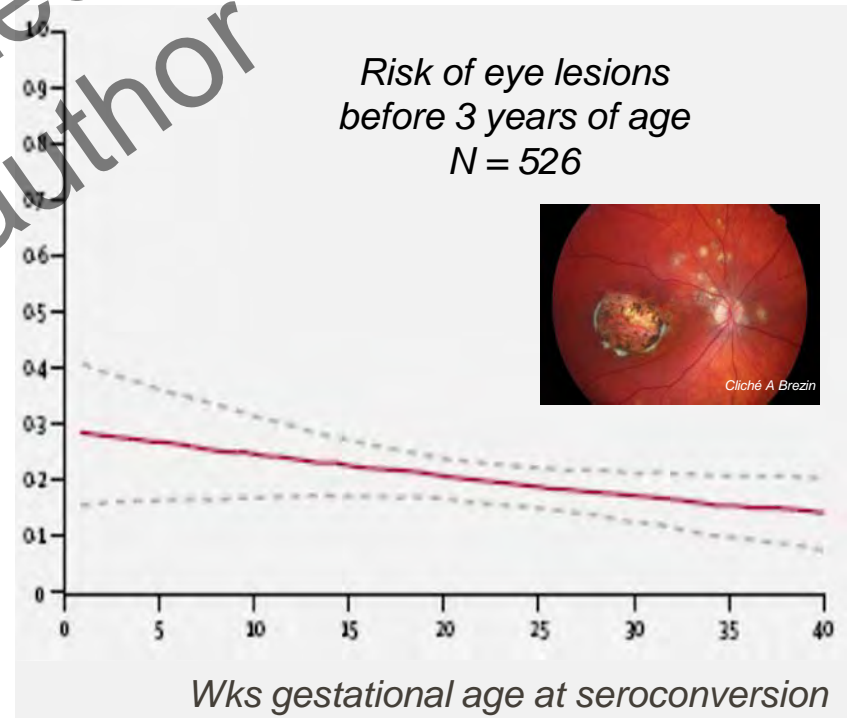 author
1.0
0.9
0.8
0.7
0.6
0.5
0.4
0.3
0.2
0.1
0
Risk of eye lesions
before 3 years of age
N = 526
Cliché A Brezin
0 5 10 15 20 25 30 35 40
Wks gestational age at seroconversion